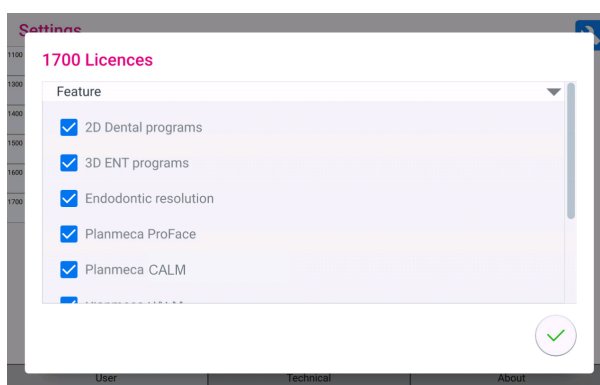 Settings
1100
1700 Licences
1300
Feature
1400
2D Dental programs
1500
3D ENT programs
1600
Endodontic resolution
1700
Planmeca ProFace
Planmeca CALM
User
Technical
About